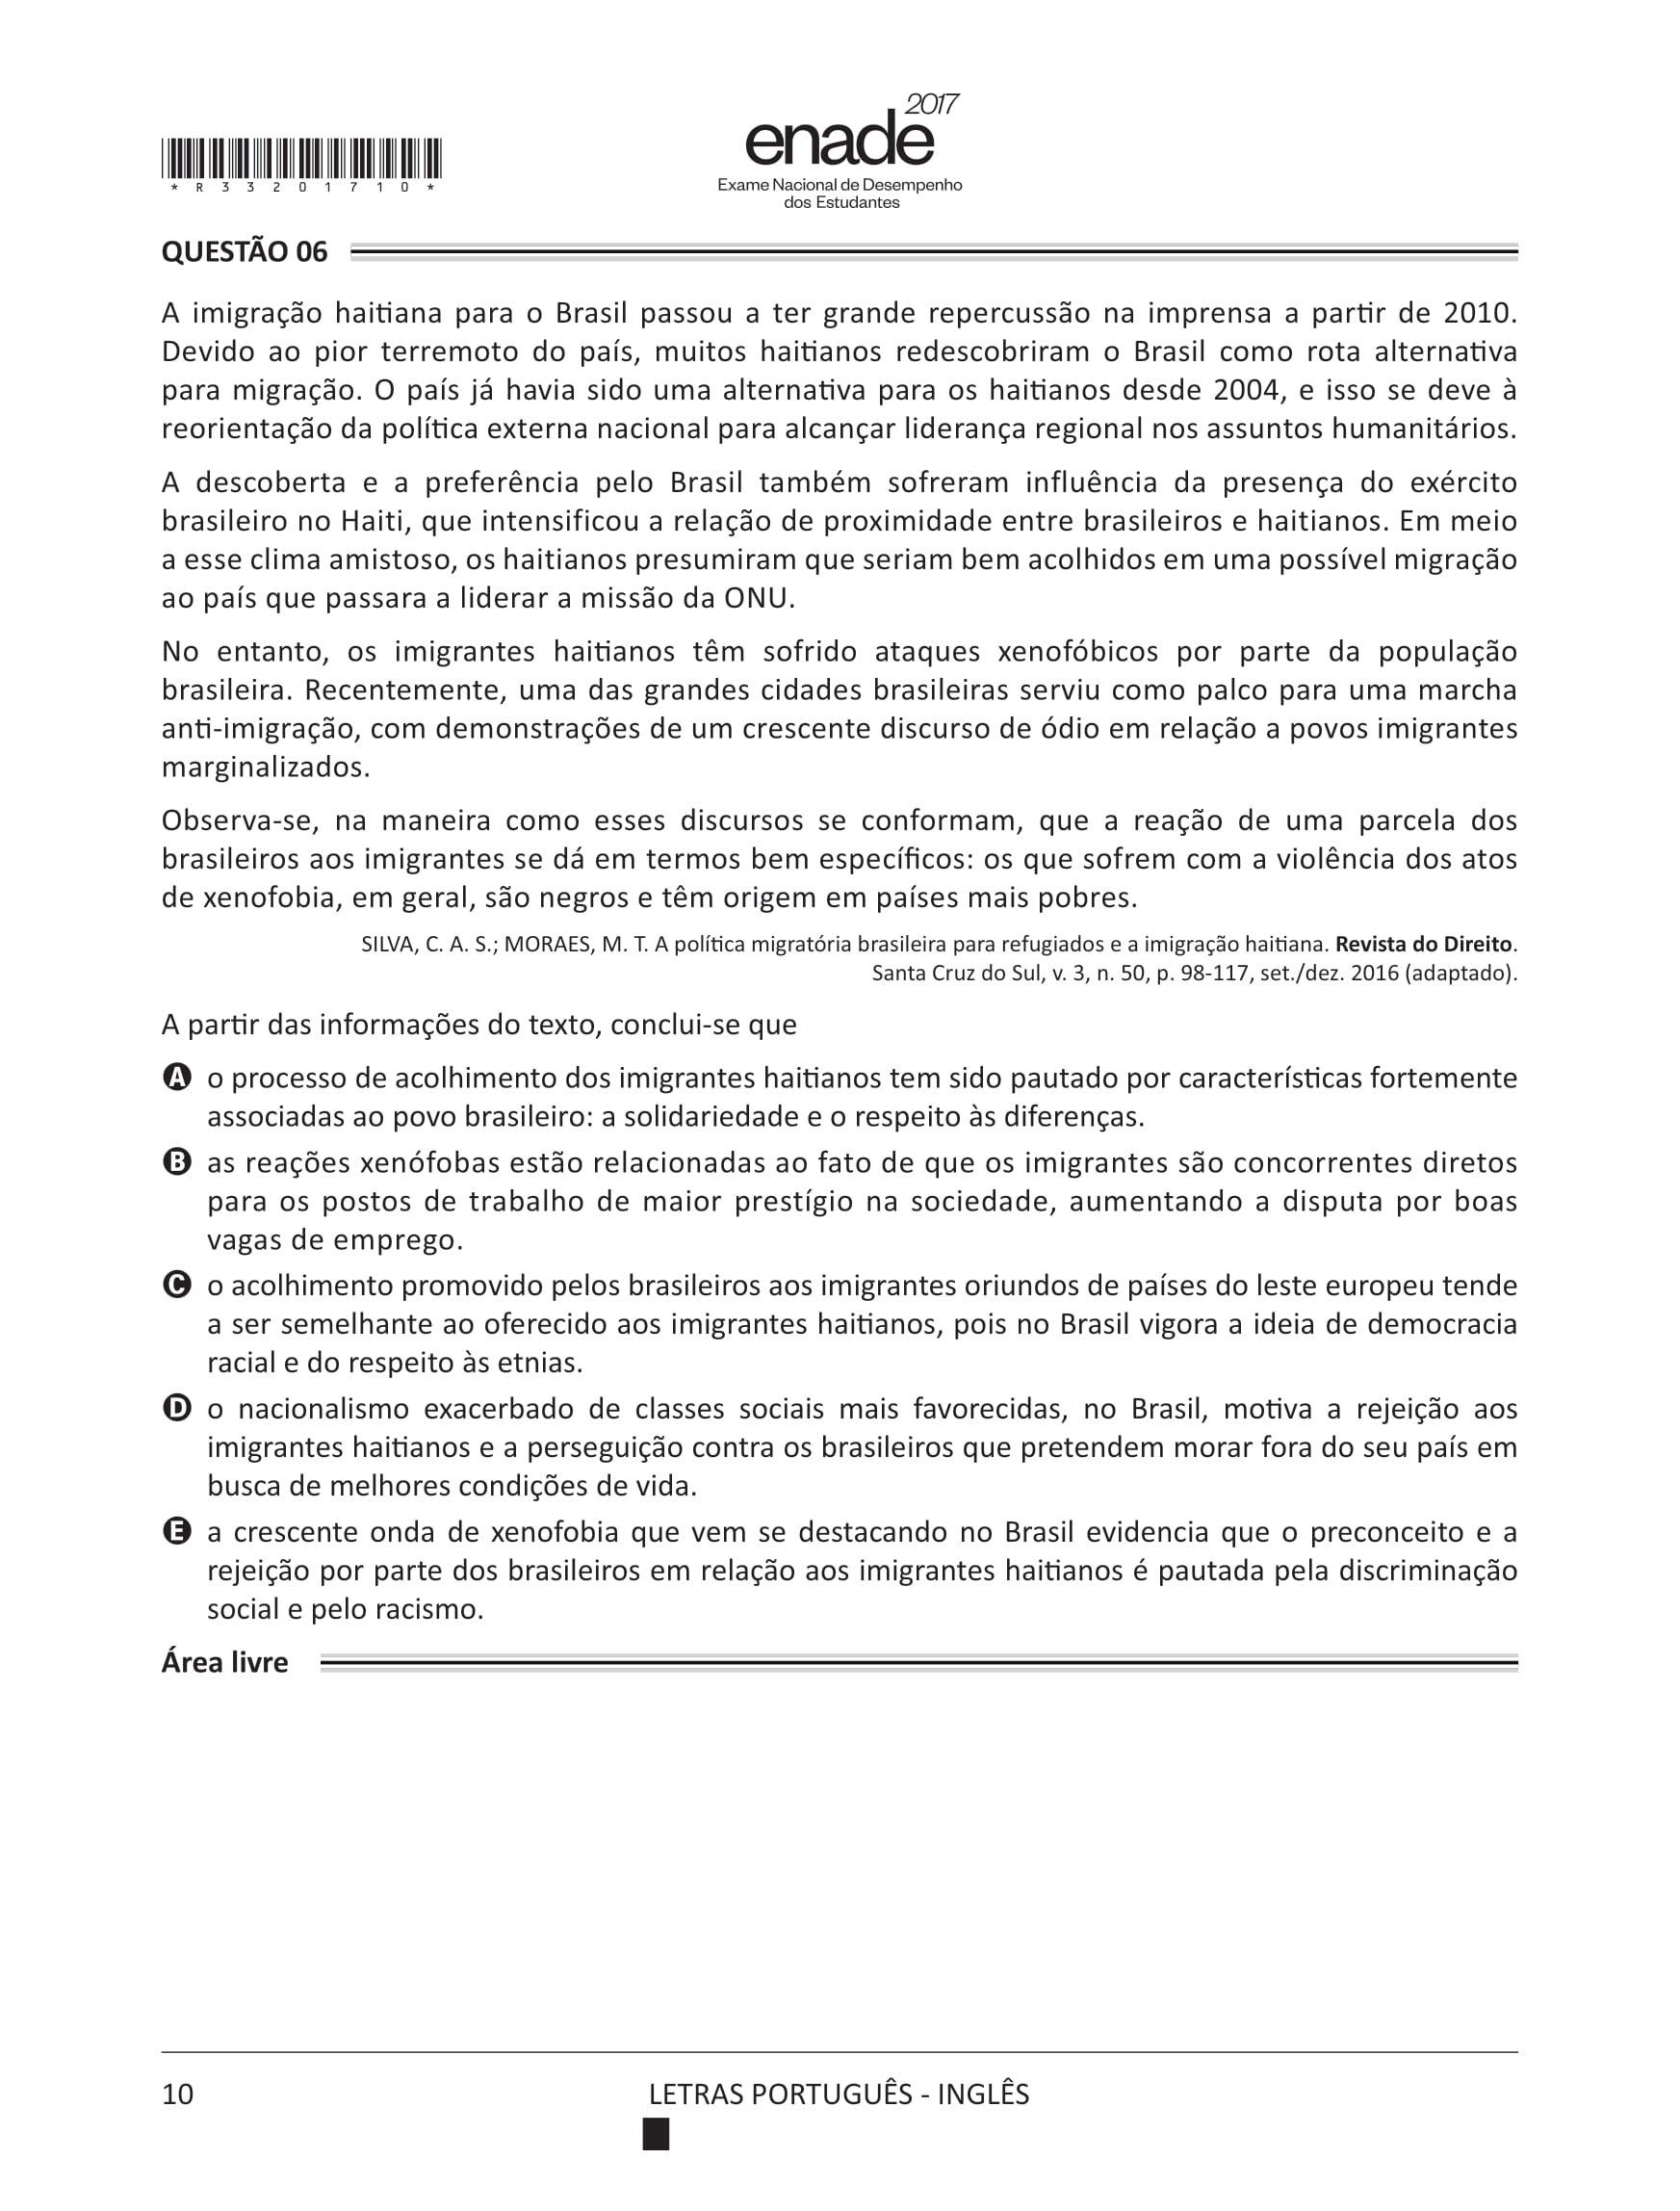 2017
enade
Exame Nacional de Desempenho
dos Estudantes
* R 3 3 2 0 1 7 1 0 *
QUESTÃO 06
A imigração haitiana para o Brasil passou a ter grande repercussão na imprensa a partir de 2010.
Devido ao pior terremoto do país, muitos haitianos redescobriram o Brasil como rota alternativa
para migração. O país já havia sido uma alternativa para os haitianos desde 2004, e isso se deve à
reorientação da política externa nacional para alcançar liderança regional nos assuntos humanitários.
A descoberta e a preferência pelo Brasil também sofreram influência da presença do exército
brasileiro no Haiti, que intensificou a relação de proximidade entre brasileiros e haitianos. Em meio
a esse clima amistoso, os haitianos presumiram que seriam bem acolhidos em uma possível migração
ao país que passara a liderar a missão da ONU.
No entanto, os imigrantes haitianos têm sofrido ataques xenofóbicos por parte da população
brasileira. Recentemente, uma das grandes cidades brasileiras serviu como palco para uma marcha
anti-imigração, com demonstrações de um crescente discurso de ódio em relação a povos imigrantes
marginalizados.
Observa-se, na maneira como esses discursos se conformam, que a reação de uma parcela dos
brasileiros aos imigrantes se dá em termos bem específicos: os que sofrem com a violência dos atos
de xenofobia, em geral, são negros e têm origem em países mais pobres.
SILVA, C. A. S.; MORAES, M. T. A política migratória brasileira para refugiados e a imigração haitiana. Revista do Direito.
Santa Cruz do Sul, v. 3, n. 50, p. 98-117, set./dez. 2016 (adaptado).
A partir das informações do texto, conclui-se que
A o processo de acolhimento dos imigrantes haitianos tem sido pautado por características fortemente
associadas ao povo brasileiro: a solidariedade e o respeito às diferenças.
B as reações xenófobas estão relacionadas ao fato de que os imigrantes são concorrentes diretos
para os postos de trabalho de maior prestígio na sociedade, aumentando a disputa por boas
vagas de emprego.
C o acolhimento promovido pelos brasileiros aos imigrantes oriundos de países do leste europeu tende
a ser semelhante ao oferecido aos imigrantes haitianos, pois no Brasil vigora a ideia de democracia
racial e do respeito às etnias.
D o nacionalismo exacerbado de classes sociais mais favorecidas, no Brasil, motiva a rejeição aos
imigrantes haitianos e a perseguição contra os brasileiros que pretendem morar fora do seu país em
busca de melhores condições de vida.
E a crescente onda de xenofobia que vem se destacando no Brasil evidencia que o preconceito e a
rejeição por parte dos brasileiros em relação aos imigrantes haitianos é pautada pela discriminação
social e pelo racismo.
Área livre
10
LETRAS PORTUGUÊS - INGLÊS